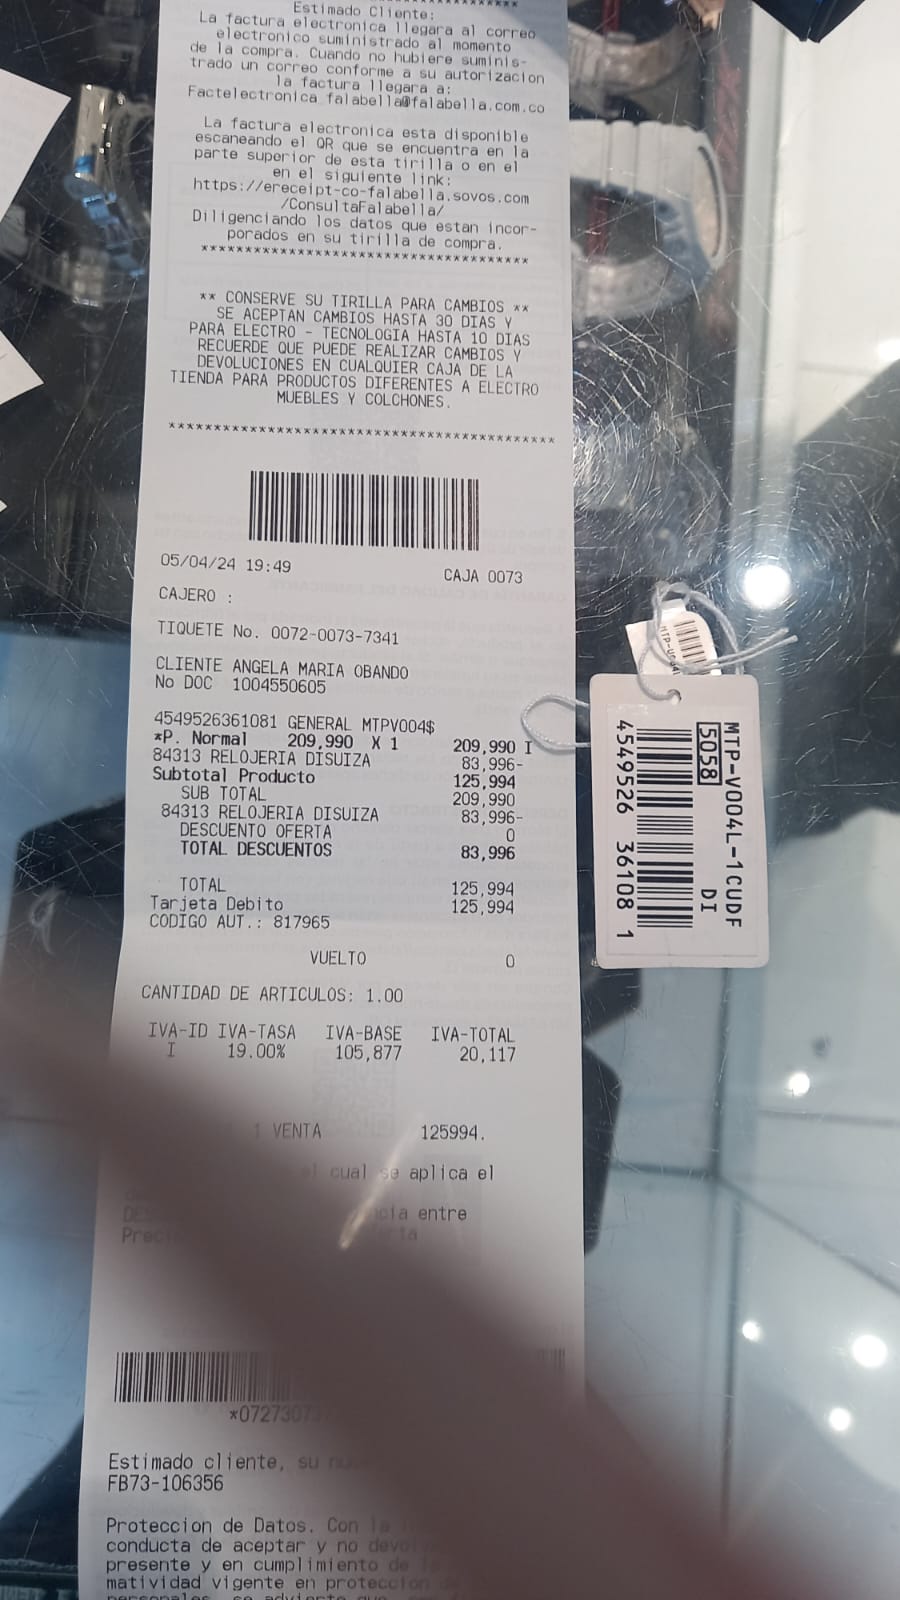 ************************************
Estimado Cliente:
La factura electronica llegara al correo
electronico suministrado al momento
de la compra. Cuando no hubiere suminis-
trado un correo conforme a su autorizacion
la factura llegara a:
Factelectronica_falabella@falabella.com.co
La factura electronica esta disponible
escaneando el QR que se encuentra en la
parte superior de esta tirilla o en el
en el siguiente link:
https://ereceipt-co-falabella.sovos.com
/ConsultaFalabella/
Diligenciando los datos que estan incor-
porados en su tirilla de compra.
*************************************
** CONSERVE SU TIRILLA PARA CAMBIOS **
SE ACEPTAN CAMBIOS HASTA 30 DIAS Y
PARA ELECTRO - TECNOLOGIA HASTA 10 DIAS
RECUERDE QUE PUEDE REALIZAR CAMBIOS Y
DEVOLUCIONES EN CUALQUIER CAJA DE LA
TIENDA PARA PRODUCTOS DIFERENTES A ELECTRO
MUEBLES Y COLCHONES.
*******************************************
05/04/24 19:49 CAJA 0073
CAJERO :
TIQUETE No. 0072-0073-7341
CLIENTE ANGELA MARIA OBANDO
No DOC 1004550605
4549526361081 GENERAL MTPV004$
*P. Normal 209,990 X 1 209,990 I
84313 RELOJERIA DISUIZA 83,996-
Subtotal Producto 125,994
SUB TOTAL 209,990
84313 RELOJERIA DISUIZA 83,996-
DESCUENTO OFERTA 0
TOTAL DESCUENTOS 83,996
TOTAL 125,994
Tarjeta Debito 125,994
CODIGO AUT.: 817965
VUELTO 0
CANTIDAD DE ARTICULOS: 1.00
IVA-ID IVA-TASA IVA-BASE IVA-TOTAL
I 19.00% 105,877 20,117
1 VENTA 125994.
el cual se aplica el
entre
Estimado cliente, su
FB73-106356
Proteccion de Datos. Con la
conducta de aceptar y no
presente y en cumplimiento de
matividad vigente en proteccion
MTP-V004L-1CUDF
5058 DI
4549526 36108 1